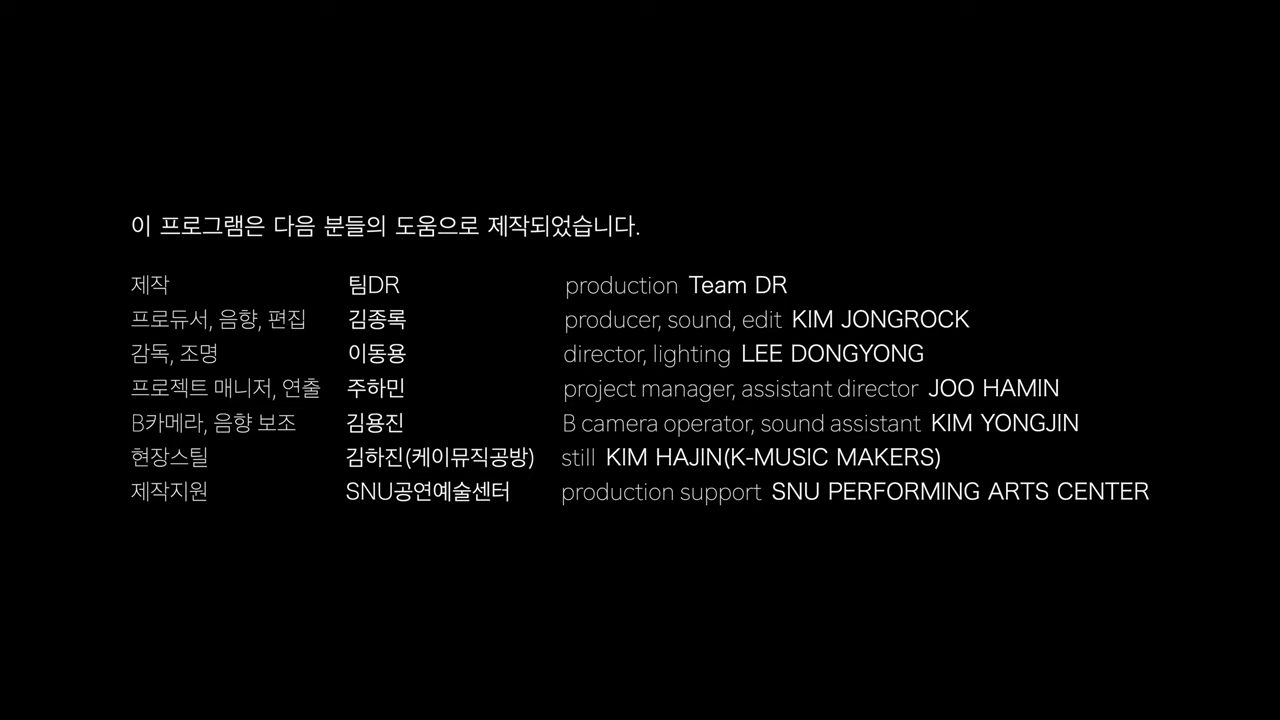 이 프로그램은 다음 분들의 도움으로 제작되었습니다.
제작 팀DR production Team DR
프로듀서, 음향, 편집 김종록 producer, sound, edit KIM JONGROCK
감독, 조명 이동용 director, lighting LEE DONGYONG
프로젝트 매니저, 연출 주하민 project manager, assistant director JOO HAMIN
B카메라, 음향 보조 김용진 B camera operator, sound assistant KIM YONGJIN
현장스틸 김하진(케이뮤직공방) still KIM HAJIN(K-MUSIC MAKERS)
제작지원 SNU공연예술센터 production support SNU PERFORMING ARTS CENTER